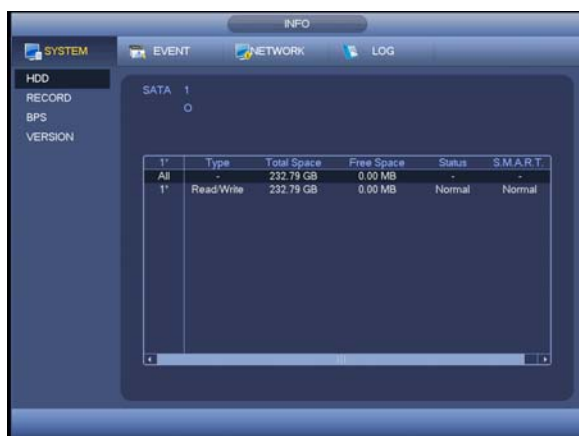 INFO
SYSTEM EVENT NETWORK LOG
HDD
RECORD
BPS
VERSION
SATA 1
O
1* Type Total Space Free Space Status S.M.A.R.T.
All - 232.79 GB 0.00 MB - -
1* Read/Write 232.79 GB 0.00 MB Normal Normal